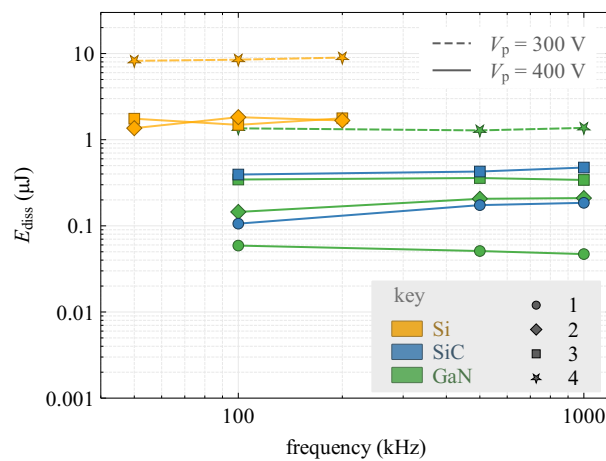 10
1
0.1
0.01
0.001
E_diss (μJ)
V_p = 300 V
V_p = 400 V
key
Si
SiC
GaN
1
2
3
4
100
1000
frequency (kHz)